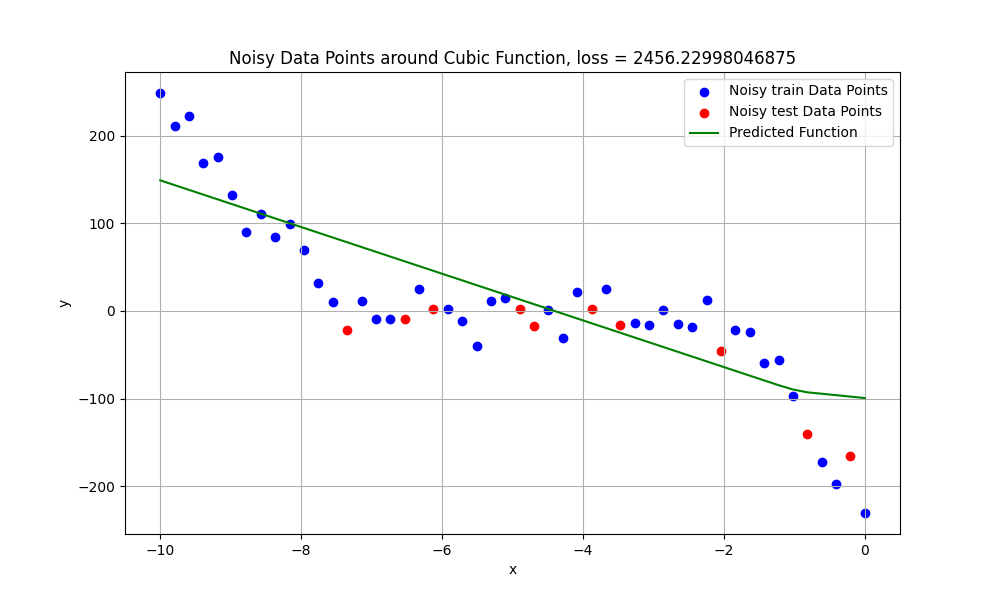 Noisy Data Points around Cubic Function, loss = 2456.22998046875
Noisy train Data Points
Noisy test Data Points
Predicted Function
y
200
100
0
−100
−200
−10
−8
−6
−4
−2
0
x